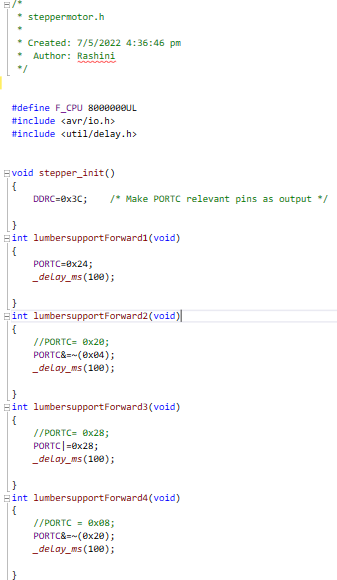 /*
 * steppermotor.h
 *
 * Created: 7/5/2022 4:36:46 pm
 *  Author: Rashini
 */
#define F_CPU 8000000UL
#include <avr/io.h>
#include <util/delay.h>
void stepper_init()
{
    DDRC=0x3C;    /* Make PORTC relevant pins as output */
}
int lumbersupportForward1(void)
{
    PORTC=0x24;
    _delay_ms(100);
}
int lumbersupportForward2(void)
{
    //PORTC= 0x20;
    PORTC&=~(0x04);
    _delay_ms(100);
}
int lumbersupportForward3(void)
{
    //PORTC= 0x28;
    PORTC|=0x28;
    _delay_ms(100);
}
int lumbersupportForward4(void)
{
    //PORTC = 0x08;
    PORTC&=~(0x20);
    _delay_ms(100);
}